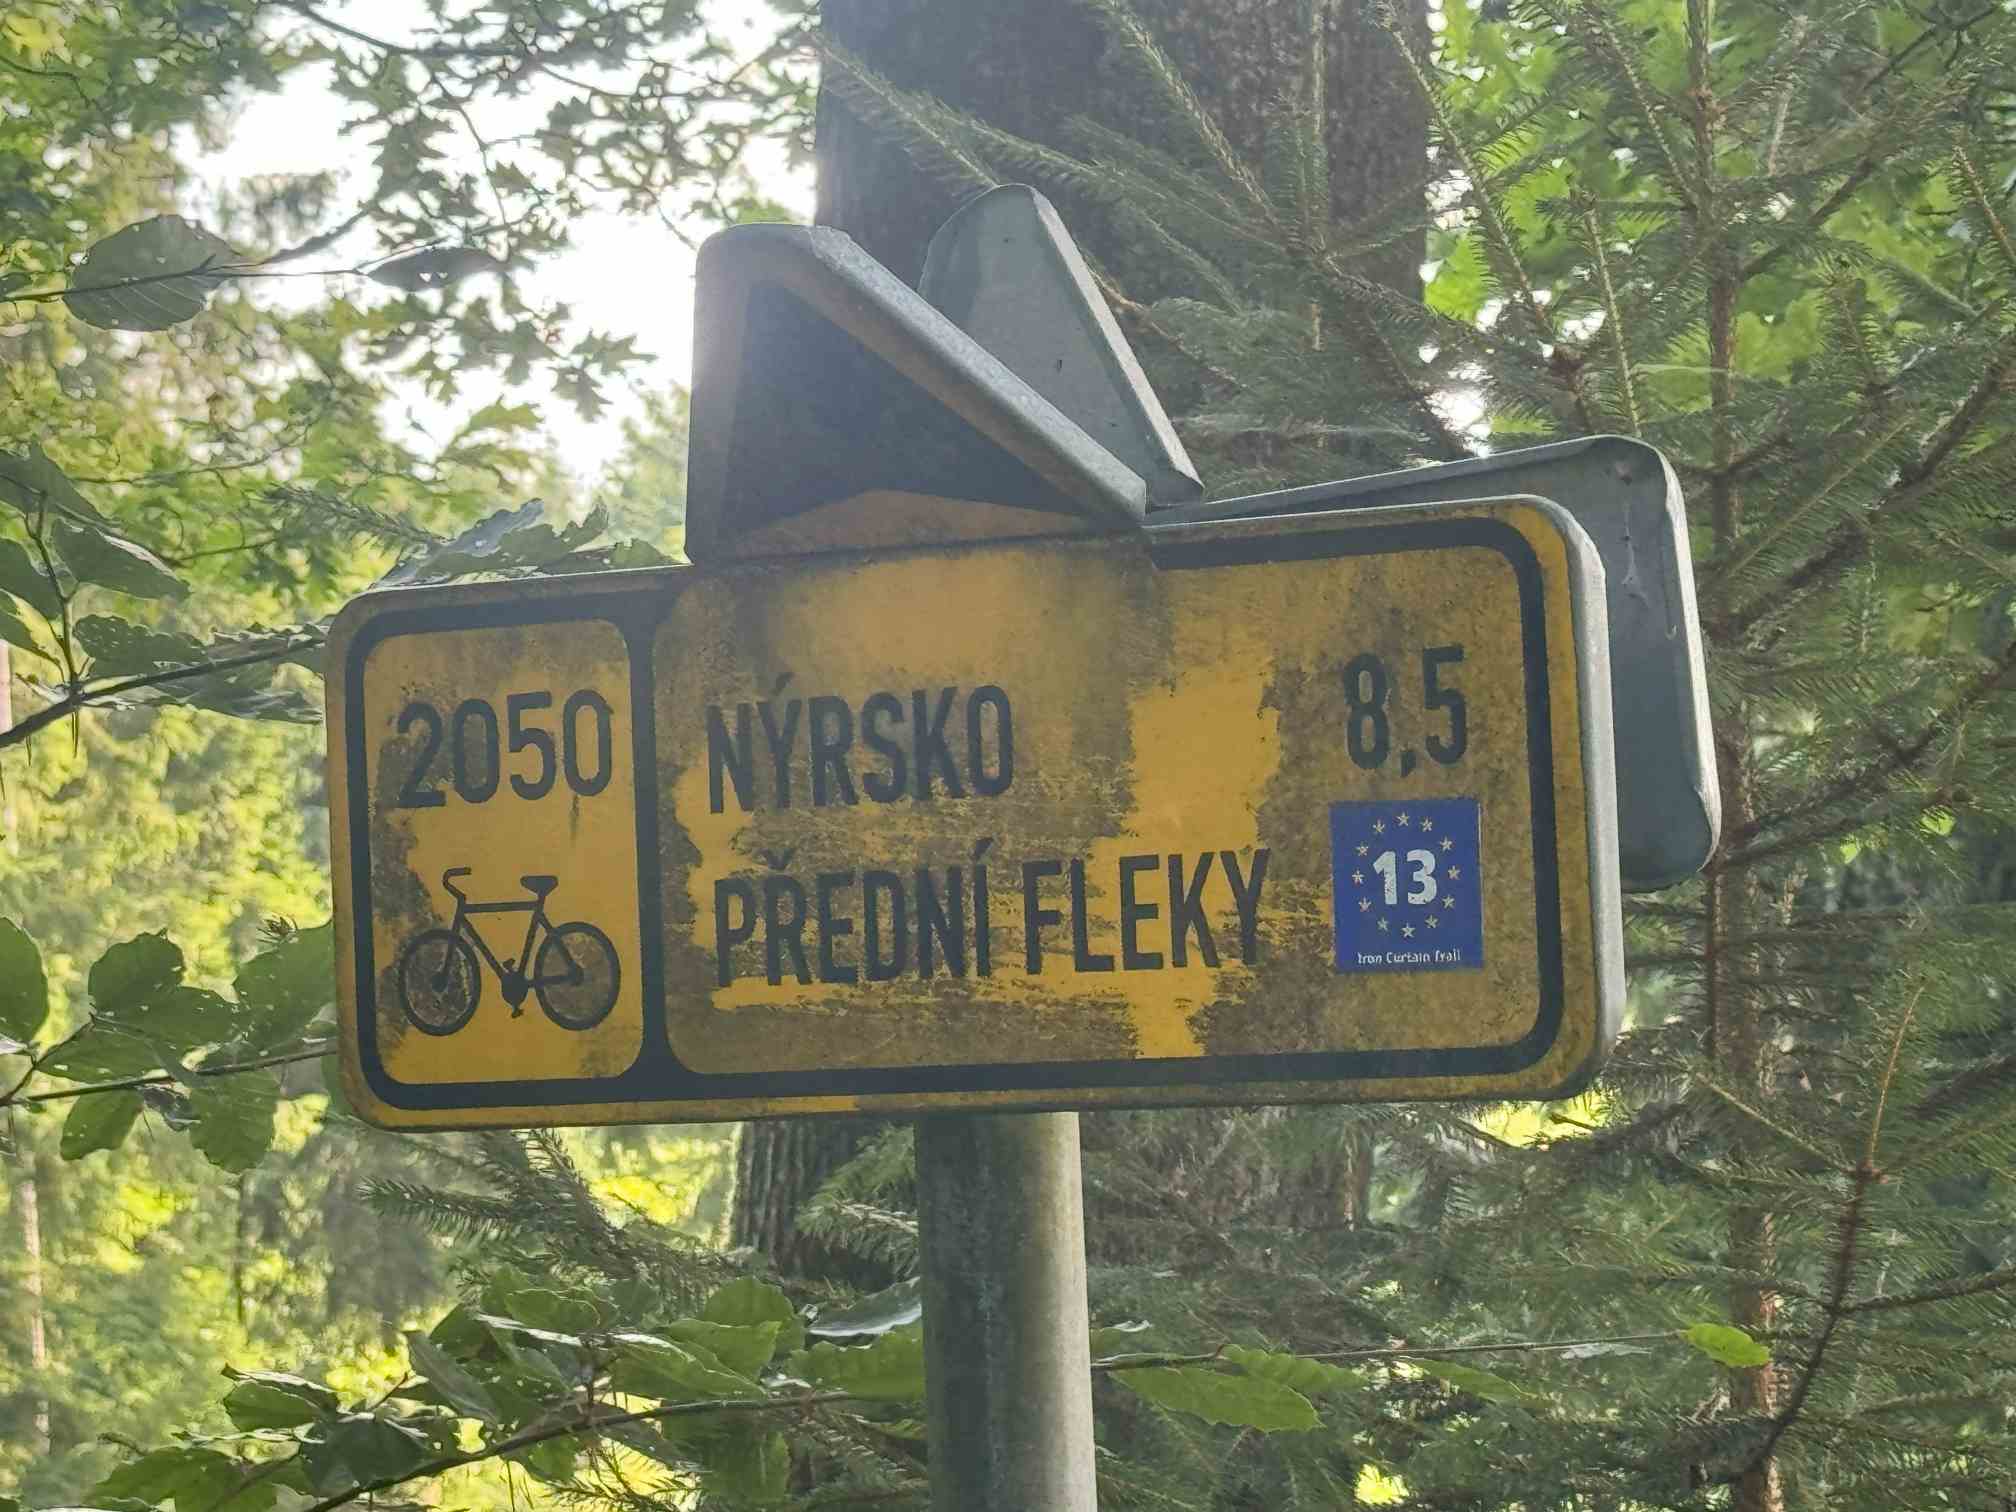 2050
NÝRSKO 8,5
PŘEDNÍ FLEKY
13
Iron Curtain Trail